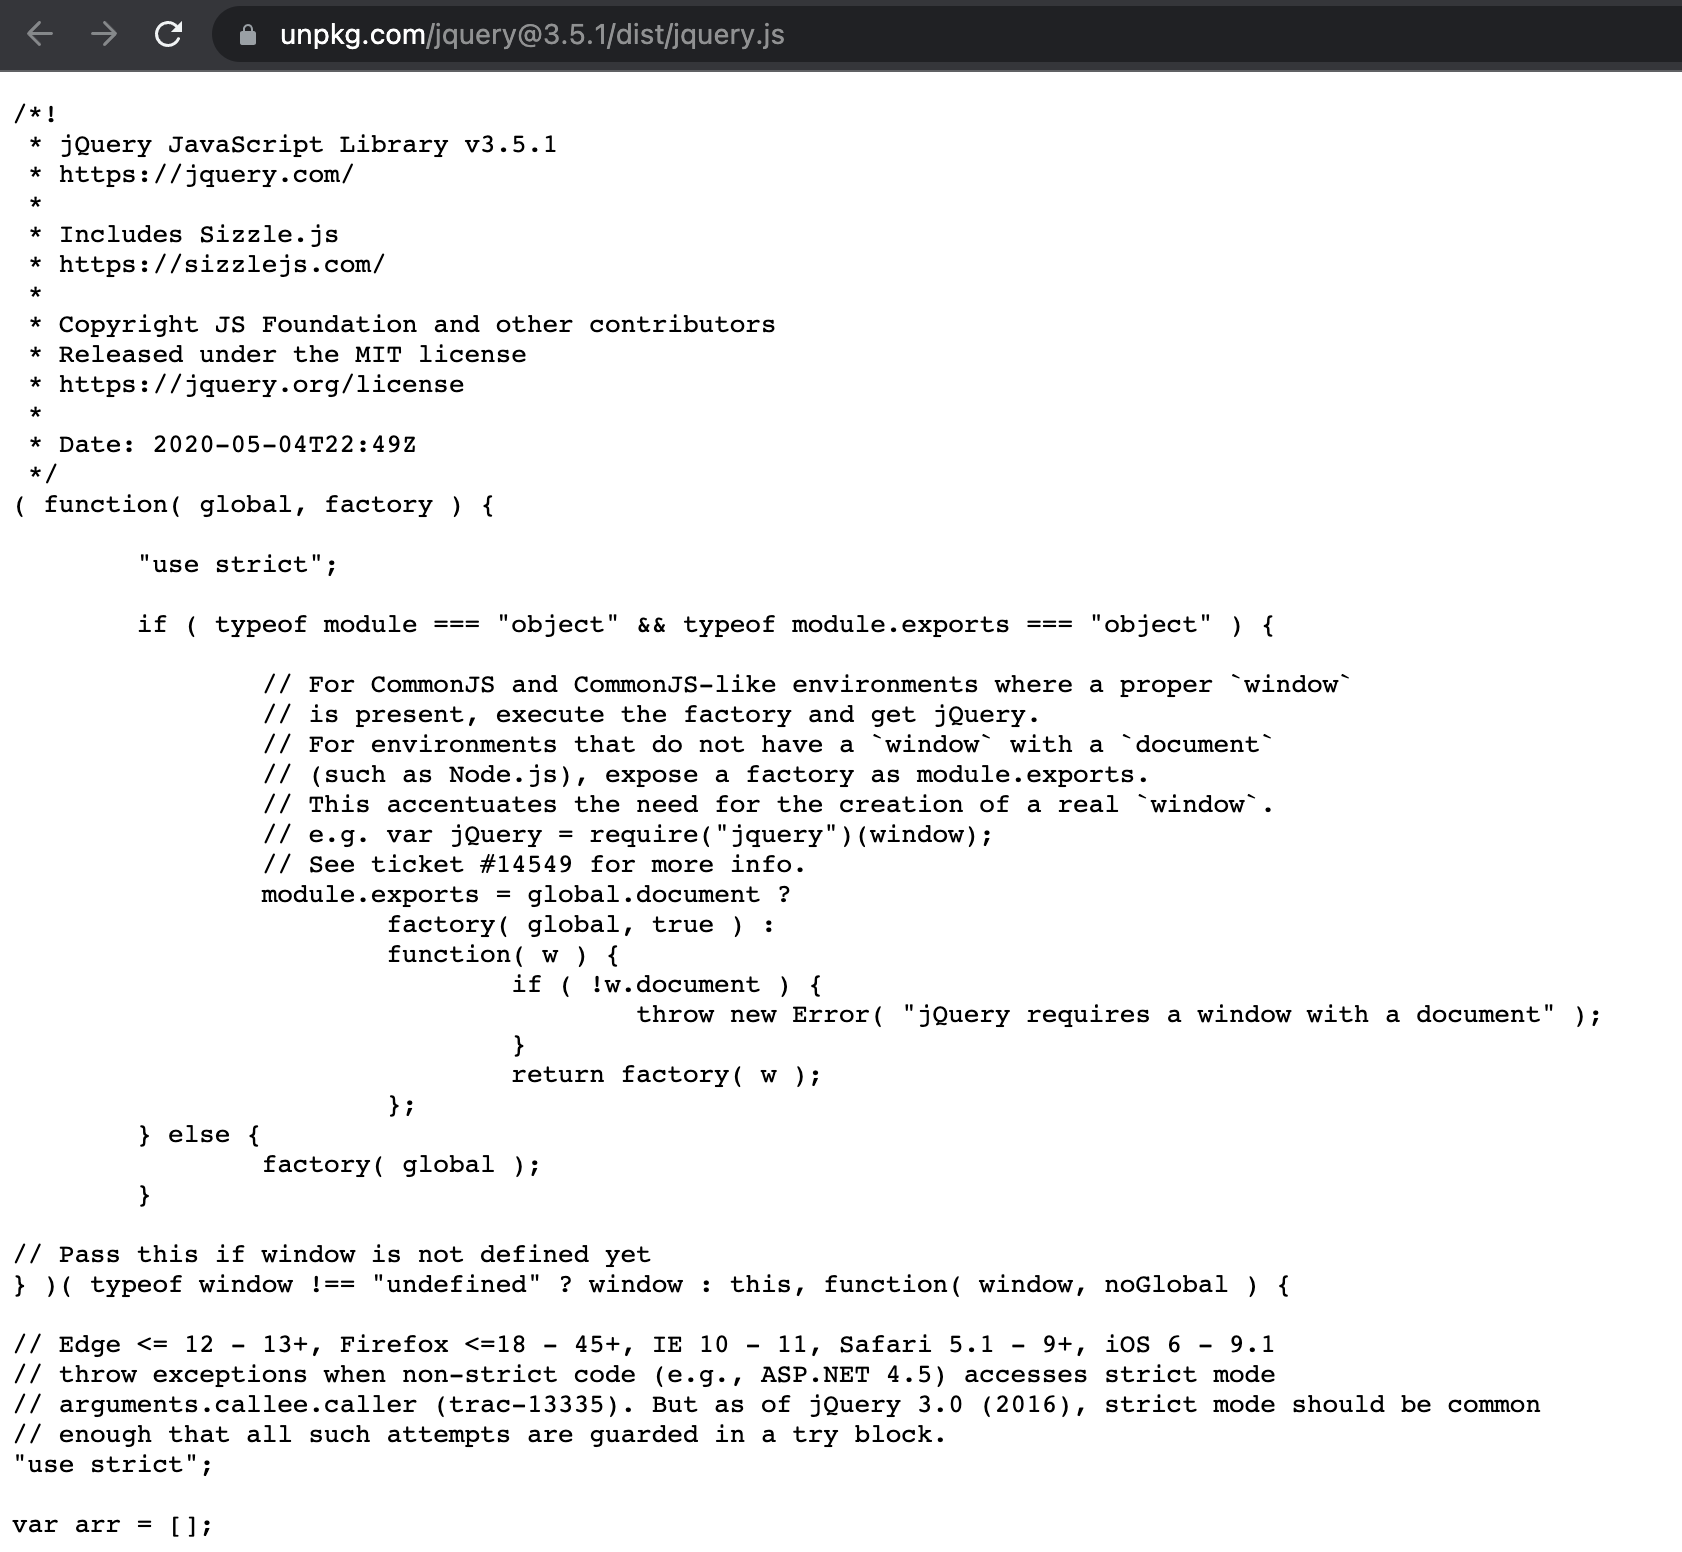 unpkg.com/jquery@3.5.1/dist/jquery.js
/*!
 * jQuery JavaScript Library v3.5.1
 * https://jquery.com/
 *
 * Includes Sizzle.js
 * https://sizzlejs.com/
 *
 * Copyright JS Foundation and other contributors
 * Released under the MIT license
 * https://jquery.org/license
 *
 * Date: 2020-05-04T22:49Z
 */
( function( global, factory ) {

	"use strict";

	if ( typeof module === "object" && typeof module.exports === "object" ) {

		// For CommonJS and CommonJS-like environments where a proper `window`
		// is present, execute the factory and get jQuery.
		// For environments that do not have a `window` with a `document`
		// (such as Node.js), expose a factory as module.exports.
		// This accentuates the need for the creation of a real `window`.
		// e.g. var jQuery = require("jquery")(window);
		// See ticket #14549 for more info.
		module.exports = global.document ?
			factory( global, true ) :
			function( w ) {
				if ( !w.document ) {
					throw new Error( "jQuery requires a window with a document" );
				}
				return factory( w );
			};
	} else {
		factory( global );
	}

// Pass this if window is not defined yet
} )( typeof window !== "undefined" ? window : this, function( window, noGlobal ) {

// Edge <= 12 - 13+, Firefox <=18 - 45+, IE 10 - 11, Safari 5.1 - 9+, iOS 6 - 9.1
// throw exceptions when non-strict code (e.g., ASP.NET 4.5) accesses strict mode
// arguments.callee.caller (trac-13335). But as of jQuery 3.0 (2016), strict mode should be common
// enough that all such attempts are guarded in a try block.
"use strict";

var arr = [];